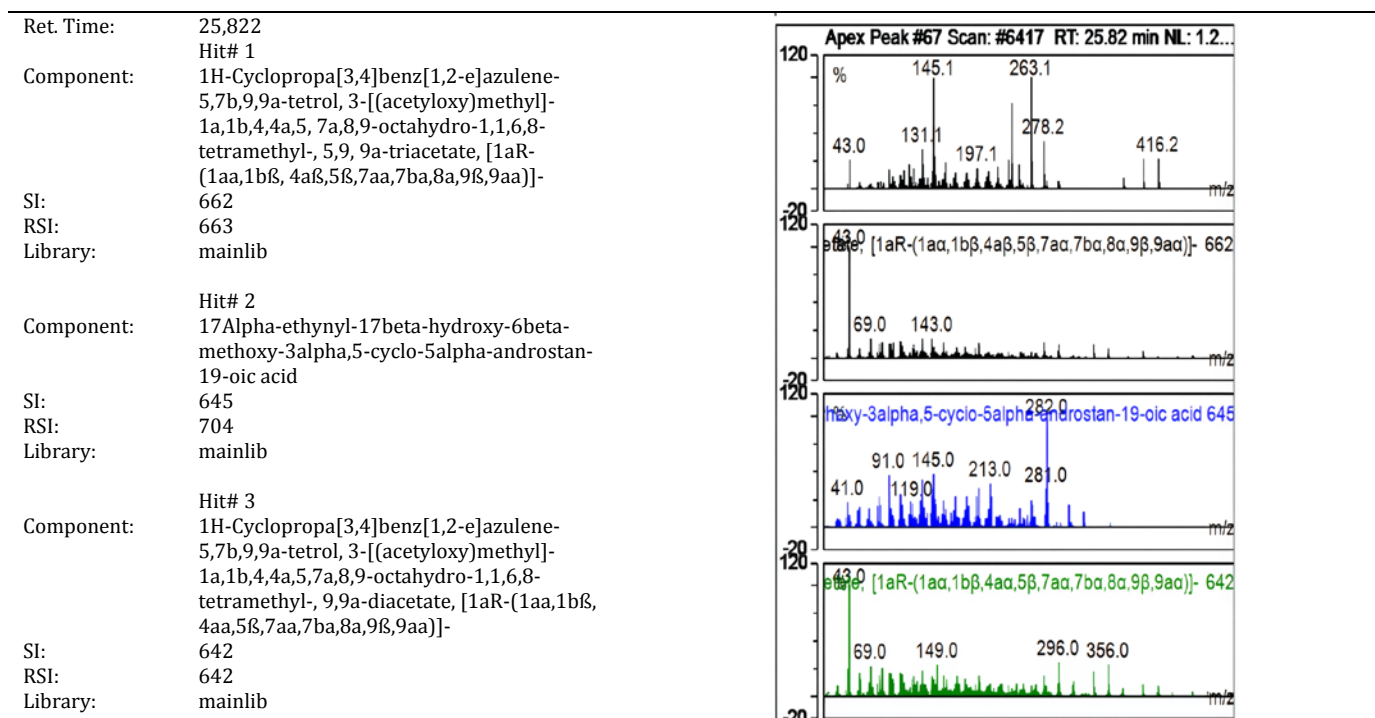 Ret. Time: 25,822
Hit# 1
Component: 1H-Cyclopropa[3,4]benz[1,2-e]azulene-
5,7b,9,9a-tetrol, 3-[(acetyloxy)methyl]-
1a,1b,4,4a,5, 7a,8,9-octahydro-1,1,6,8-
tetramethyl-, 5,9, 9a-triacetate, [1aR-
(1aa,1bß, 4aß,5ß,7aa,7ba,8a,9ß,9aa)]-
SI: 662
RSI: 663
Library: mainlib
Hit# 2
Component: 17Alpha-ethynyl-17beta-hydroxy-6beta-
methoxy-3alpha,5-cyclo-5alpha-androstan-
19-oic acid
SI: 645
RSI: 704
Library: mainlib
Hit# 3
Component: 1H-Cyclopropa[3,4]benz[1,2-e]azulene-
5,7b,9,9a-tetrol, 3-[(acetyloxy)methyl]-
1a,1b,4,4a,5,7a,8,9-octahydro-1,1,6,8-
tetramethyl-, 9,9a-diacetate, [1aR-(1aa,1bß,
4aa,5ß,7aa,7ba,8a,9ß,9aa)]-
SI: 642
RSI: 642
Library: mainlib
Apex Peak #67 Scan: #6417 RT: 25.82 min NL: 1.2...
120
%
145.1 263.1
131.1 278.2
43.0 197.1 416.2
m/z
-20
120
43.0
[1aR-(1aα,1bβ,4aβ,5β,7aα,7bα,8α,9β,9aα)]- 662
69.0 143.0
m/z
-20
120
282.0
hoxy-3alpha,5-cyclo-5alpha-androstan-19-oic acid 645
91.0 145.0 213.0 281.0
41.0 119.0
m/z
-20
120
43.0
[1aR-(1aα,1bβ,4aβ,5β,7aα,7bα,8α,9β,9aα)]- 642
69.0 149.0 296.0 356.0
m/z
-20